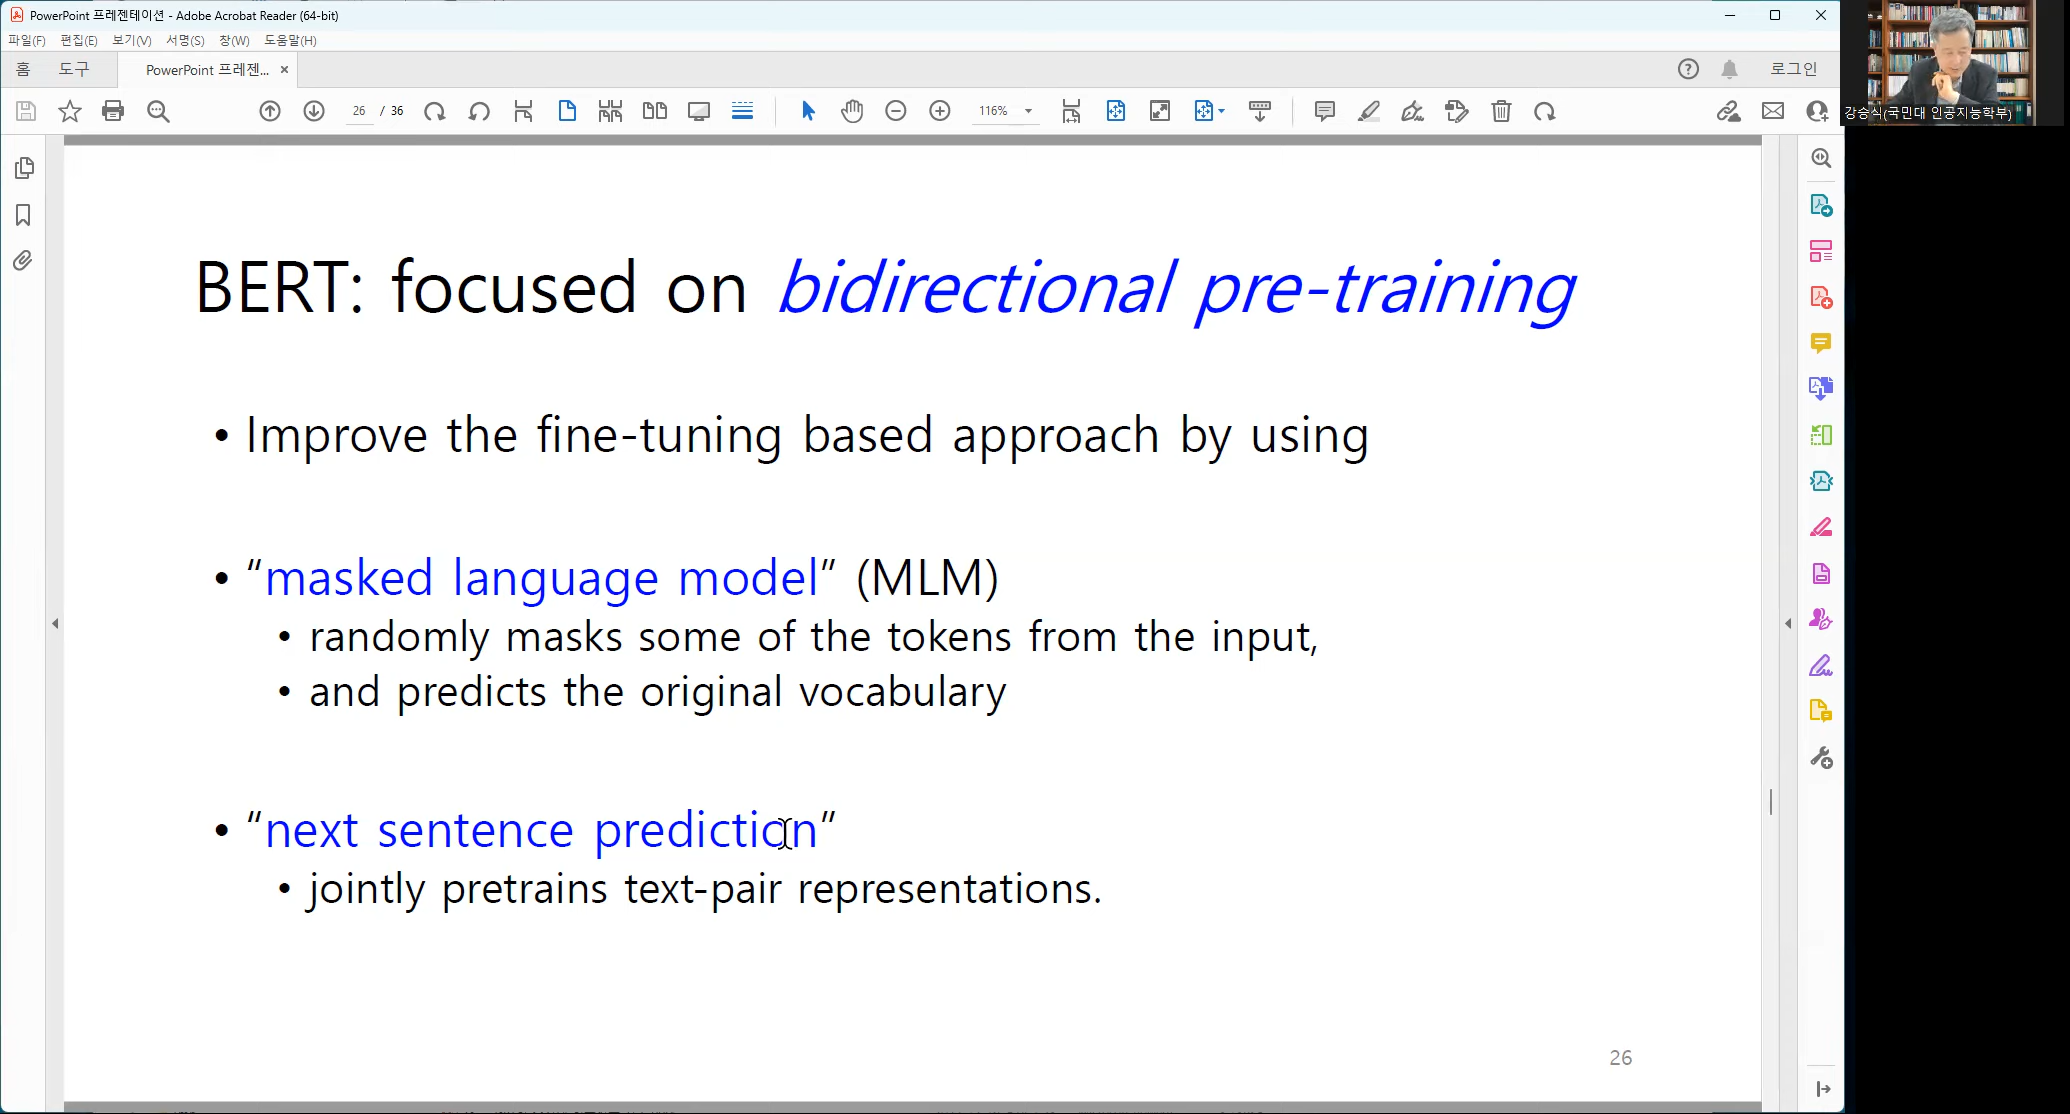 PowerPoint 프레젠테이션 - Adobe Acrobat Reader (64-bit)
파일(F) 편집(E) 보기(V) 서명(S) 창(W) 도움말(H)
홈 도구 PowerPoint 프레젠... × 로그인
26 / 36 116%
강승식(국민대 인공지능학부)
BERT: focused on bidirectional pre-training
• Improve the fine-tuning based approach by using
• “masked language model” (MLM)
• randomly masks some of the tokens from the input,
• and predicts the original vocabulary
• “next sentence prediction”
• jointly pretrains text-pair representations.
26